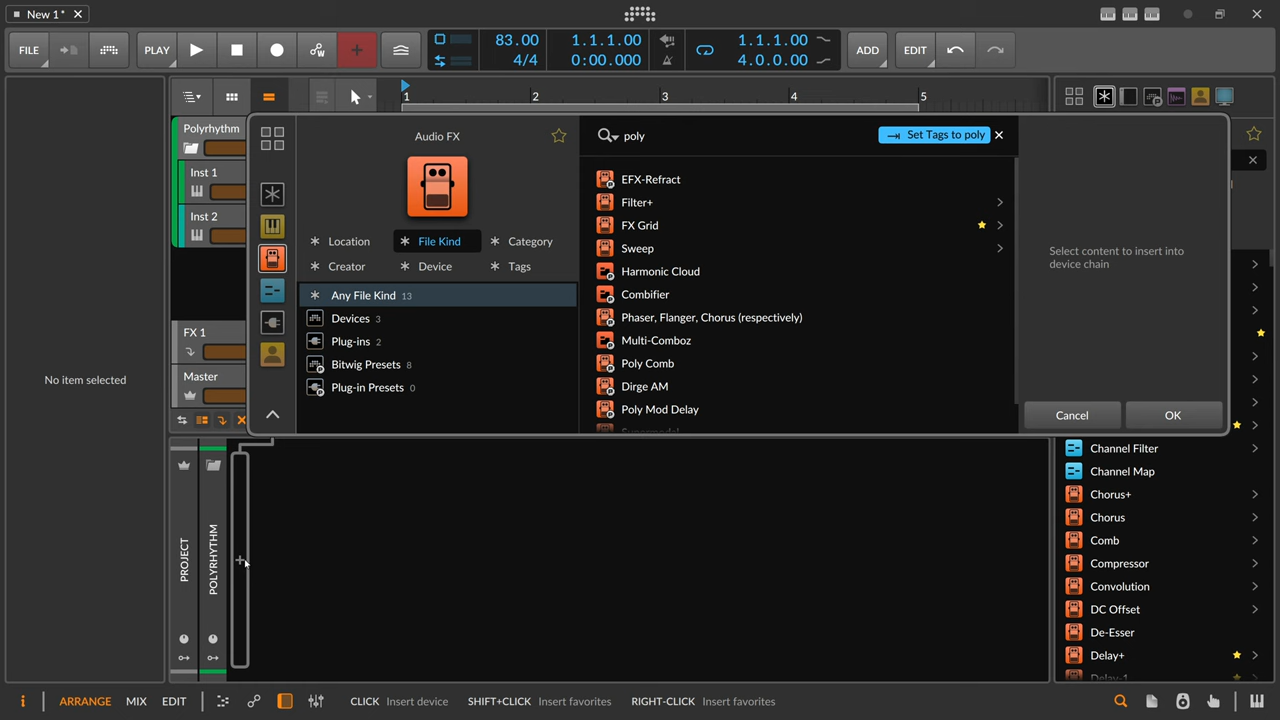 New 1*
FILE
PLAY
83.00
4/4
1.1.1.00
0:00.000
1.1.1.00
4.0.0.00
ADD
EDIT
1
2
3
4
5
Polyrhythm
Inst 1
Inst 2
FX 1
Master
No item selected
Audio FX
Location
File Kind
Category
Creator
Device
Tags
Any File Kind 13
Devices 3
Plug-ins 2
Bitwig Presets 8
Plug-in Presets 0
poly
Set Tags to poly
EFX-Refract
Filter+
FX Grid
Sweep
Harmonic Cloud
Combifier
Phaser, Flanger, Chorus (respectively)
Multi-Comboz
Poly Comb
Dirge AM
Poly Mod Delay
Select content to insert into
device chain
Cancel
OK
PROJECT
POLYRHYTHM
Channel Filter
Channel Map
Chorus+
Chorus
Comb
Compressor
Convolution
DC Offset
De-Esser
Delay+
Delay-1
ARRANGE
MIX
EDIT
CLICK Insert device
SHIFT+CLICK Insert favorites
RIGHT-CLICK Insert favorites